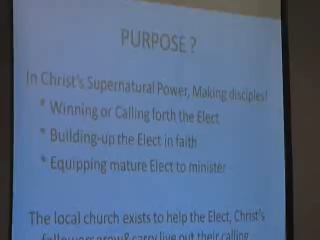 PURPOSE ?
In Christ's Supernatural Power, Making disciples!
* Winning or Calling forth the Elect
* Building-up the Elect in faith
* Equipping mature Elect to minister
The local church exists to help the Elect, Christ's
followers grow & carry live out their calling